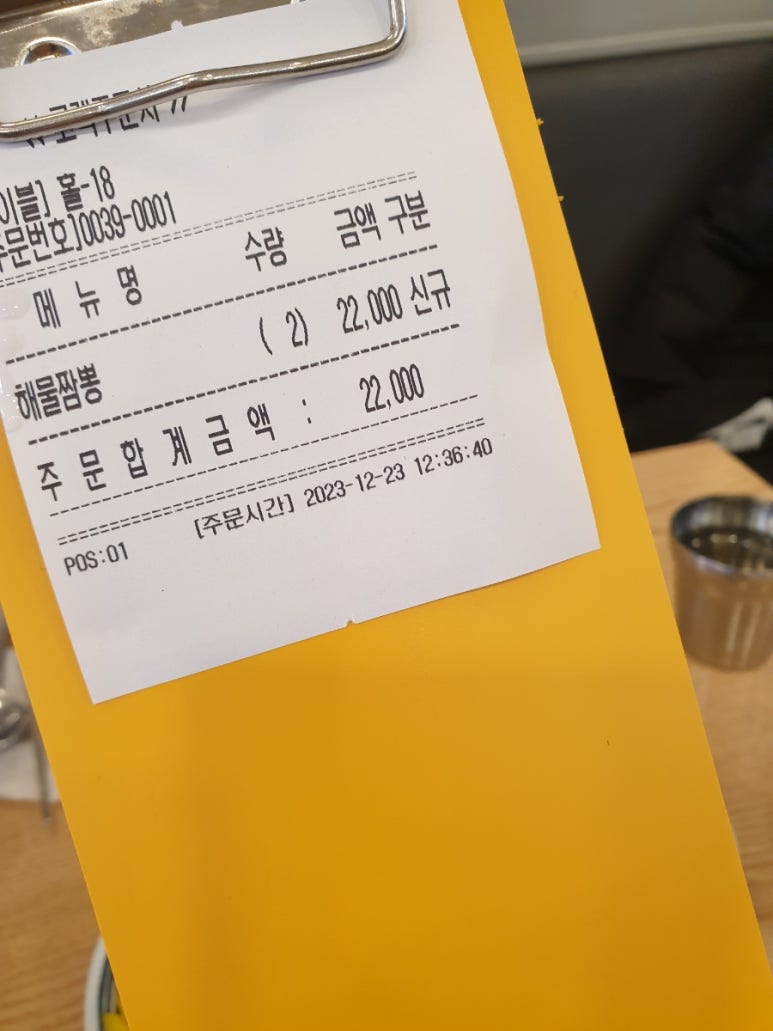 이블] 홀-18
주문번호]0039-0001
메 뉴 명 수량 금액 구분
( 2) 22,000 신규
해물짬뽕
주 문 합 계 금 액 : 22,000
[주문시간] 2023-12-23 12:36:40
POS:01